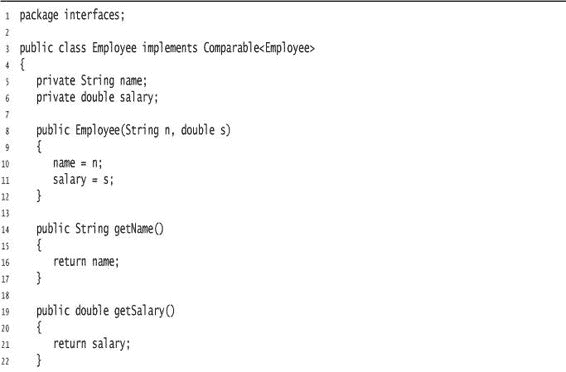 1 package interfaces;
2
3 public class Employee implements Comparable<Employee>
4 {
5 private String name;
6 private double salary;
7
8 public Employee(String n, double s)
9 {
10 name = n;
11 salary = s;
12 }
13
14 public String getName()
15 {
16 return name;
17 }
18
19 public double getSalary()
20 {
21 return salary;
22 }